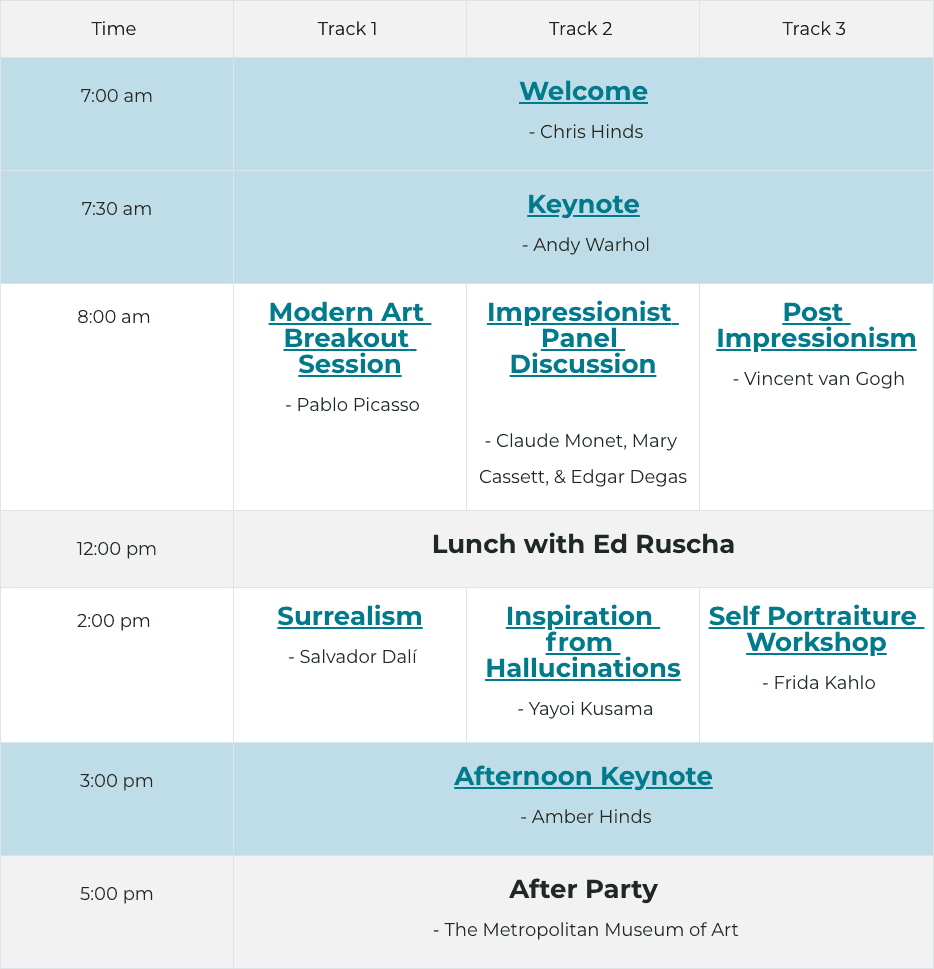 Time
Track 1
Track 2
Track 3
7:00 am
Welcome
- Chris Hinds
7:30 am
Keynote
- Andy Warhol
8:00 am
Modern Art
Breakout
Session
- Pablo Picasso
Impressionist
Panel
Discussion
- Claude Monet, Mary
Cassett, & Edgar Degas
Post
Impressionism
- Vincent van Gogh
12:00 pm
Lunch with Ed Ruscha
2:00 pm
Surrealism
- Salvador Dalí
Inspiration
from
Hallucinations
- Yayoi Kusama
Self Portraiture
Workshop
- Frida Kahlo
3:00 pm
Afternoon Keynote
- Amber Hinds
5:00 pm
After Party
- The Metropolitan Museum of Art